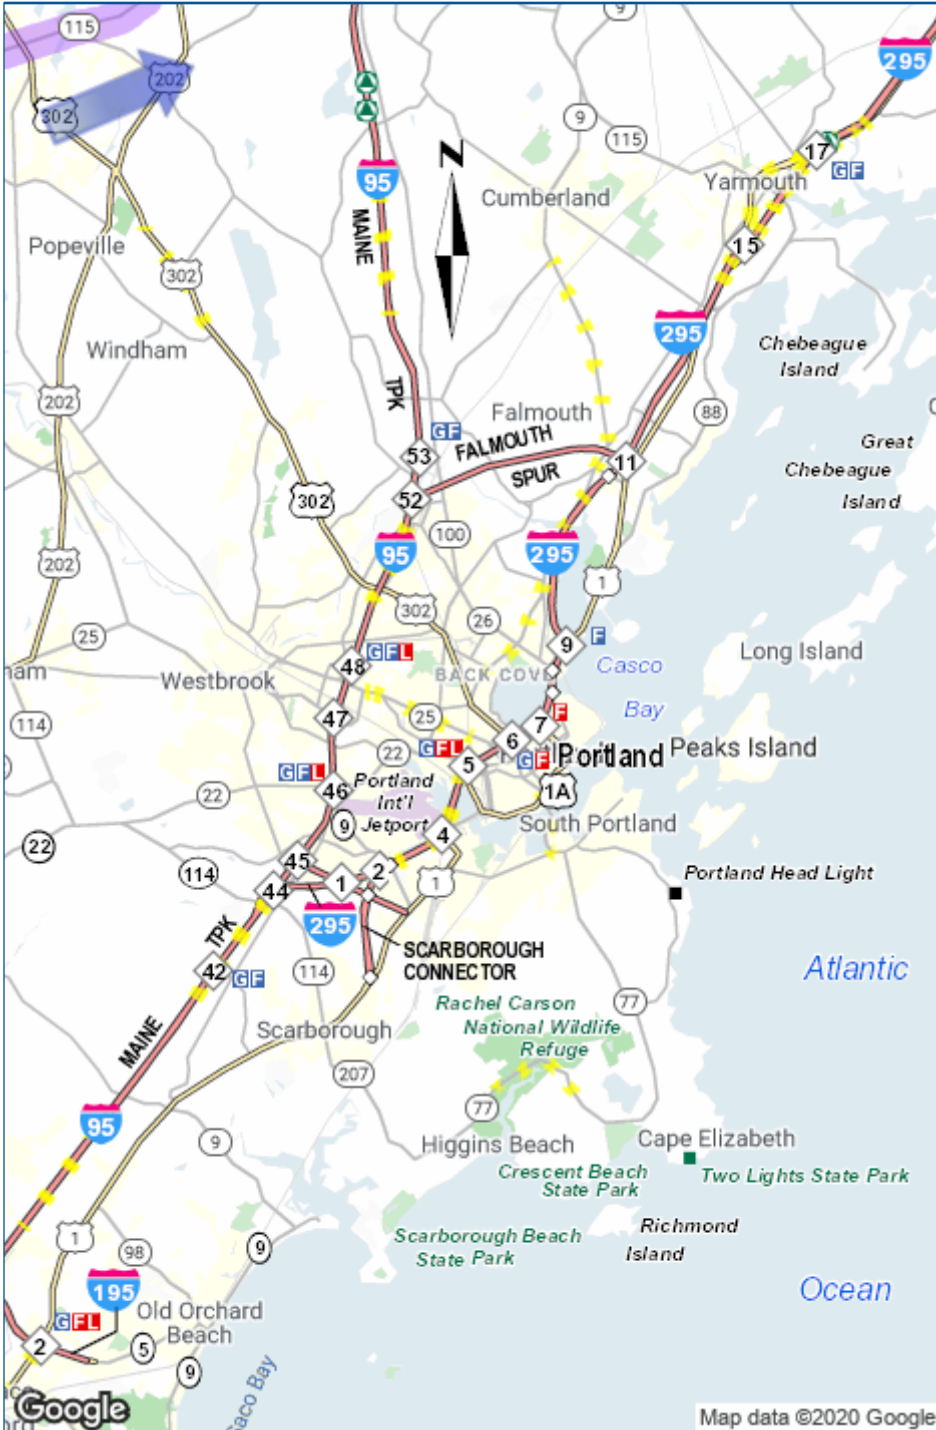 115
9
295
202
302
9
115
17
G F
95
N
Yarmouth
Cumberland
MAINE
15
Popeville
302
295
Chebeague
Island
Windham
TPK
202
Falmouth
88
G F
FALMOUTH
53
SPUR
11
Great
Chebeague
Island
52
302
100
95
295
202
1
302
26
25
9
F
Long Island
48
G F L
Casco
Westbrook
BACK COVE
Bay
114
47
25
7
F
6
22
G F L
G F
Portland
Peaks Island
5
G F L
46
Portland
Int'l
Jetport
1A
22
9
4
South Portland
22
45
114
2
1
1
44
Portland Head Light
295
TPK
SCARBOROUGH
CONNECTOR
42
G F
114
Atlantic
Rachel Carson
National Wildlife
Refuge
77
MAINE
Scarborough
207
95
77
9
Higgins Beach
Cape Elizabeth
Crescent Beach
State Park
Two Lights State Park
Richmond
Island
1
98
9
Scarborough Beach
State Park
195
Ocean
G F L
Old Orchard
Beach
2
5
9
Saco Bay
Google
Map data ©2020 Google